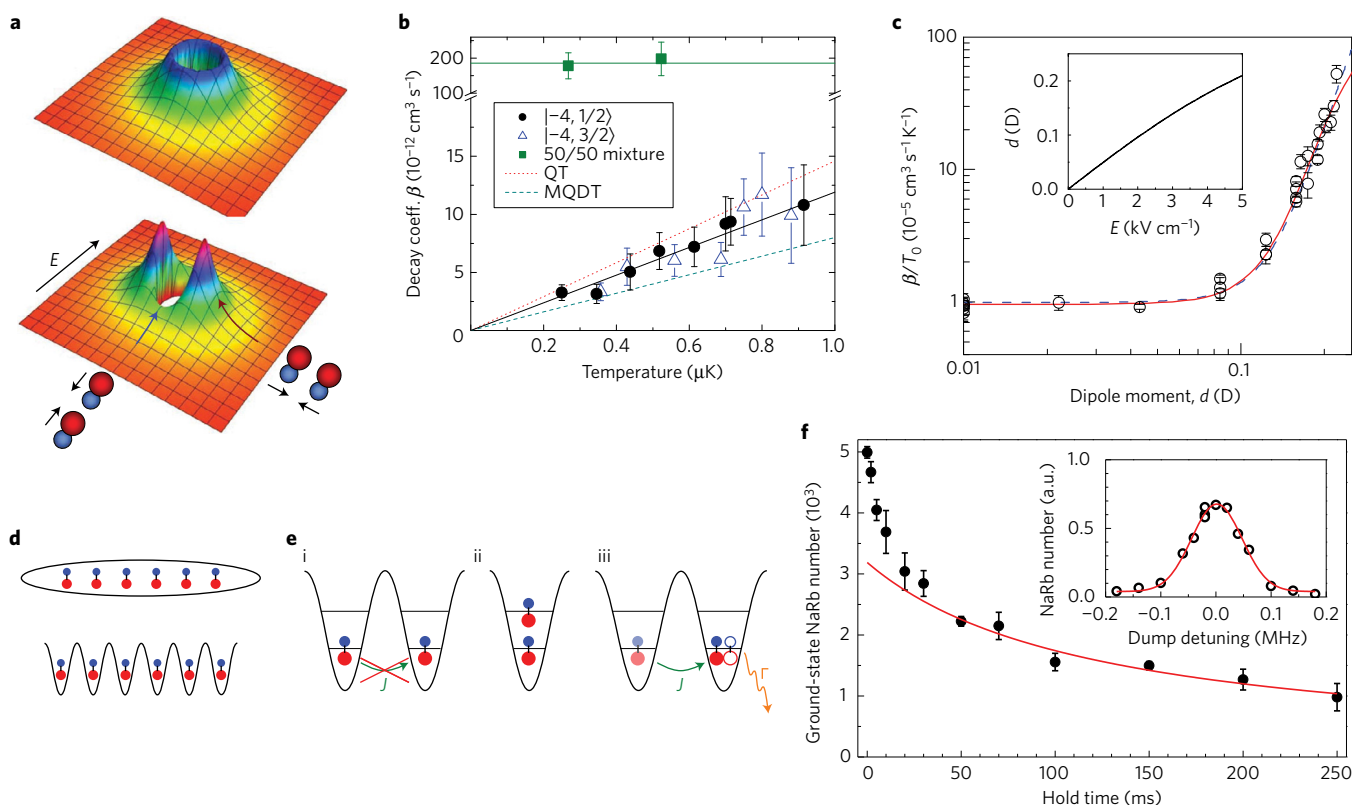 a
E
b
Decay coeff. β (10⁻¹² cm³ s⁻¹)
200
100
15
10
5
0
|−4, 1/2⟩
|−4, 3/2⟩
50/50 mixture
QT
MQDT
0.2 0.4 0.6 0.8 1.0
Temperature (μK)
c
β/T₀ (10⁻⁵ cm³ s⁻¹ K⁻¹)
100
10
1
0.01 0.1
Dipole moment, d (D)
d (D)
0.2
0.1
0.0
0 1 2 3 4 5
E (kV cm⁻¹)
d
e
i
ii
iii
J
J
Γ
f
Ground-state NaRb number (10³)
5
4
3
2
1
0
0 50 100 150 200 250
Hold time (ms)
NaRb number (a.u.)
1.0
0.5
0.0
−0.2 −0.1 0.0 0.1 0.2
Dump detuning (MHz)